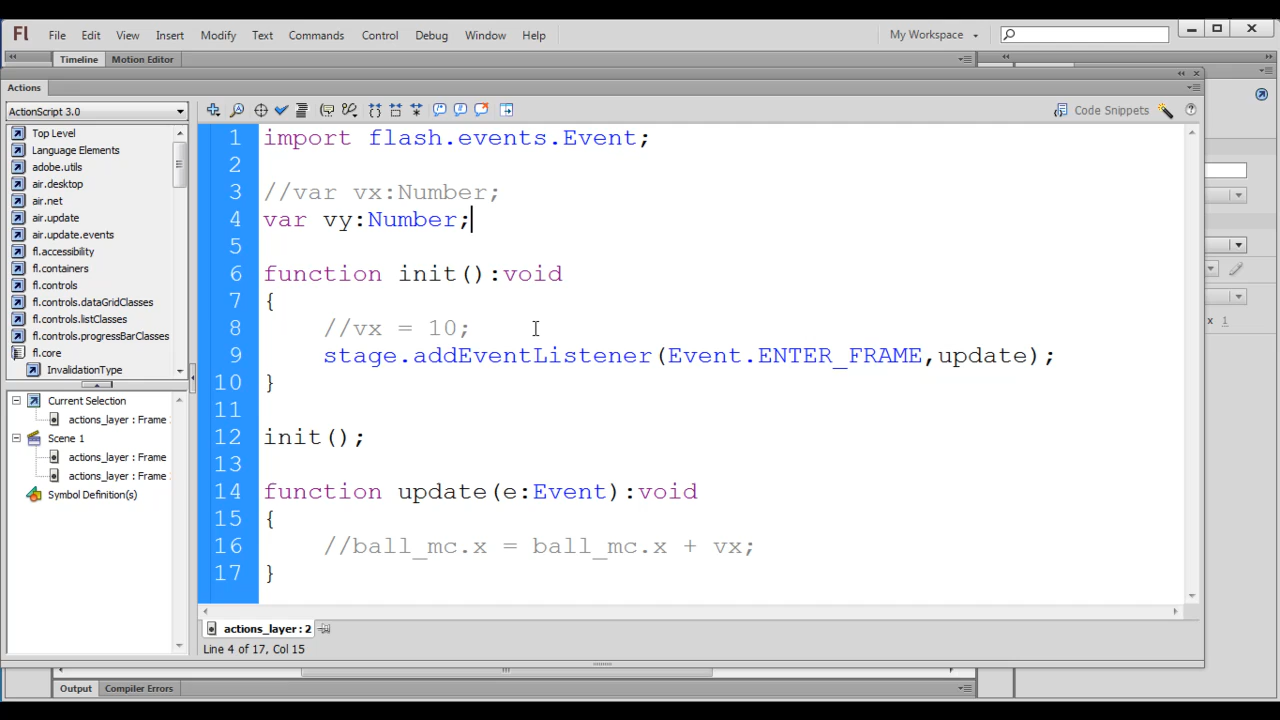 Fl File Edit View Insert Modify Text Commands Control Debug Window Help My Workspace
Timeline Motion Editor
Actions
ActionScript 3.0 Code Snippets
Top Level
Language Elements
adobe.utils
air.desktop
air.net
air.update
air.update.events
fl.accessibility
fl.containers
fl.controls
fl.controls.dataGridClasses
fl.controls.listClasses
fl.controls.progressBarClasses
fl.core
InvalidationType
Current Selection
actions_layer : Frame
Scene 1
actions_layer : Frame
actions_layer : Frame
Symbol Definition(s)
1 import flash.events.Event;
2
3 //var vx:Number;
4 var vy:Number;
5
6 function init():void
7 {
8 //vx = 10;
9 stage.addEventListener(Event.ENTER_FRAME,update);
10 }
11
12 init();
13
14 function update(e:Event):void
15 {
16 //ball_mc.x = ball_mc.x + vx;
17 }
x 1
actions_layer : 2
Line 4 of 17, Col 15
Output Compiler Errors